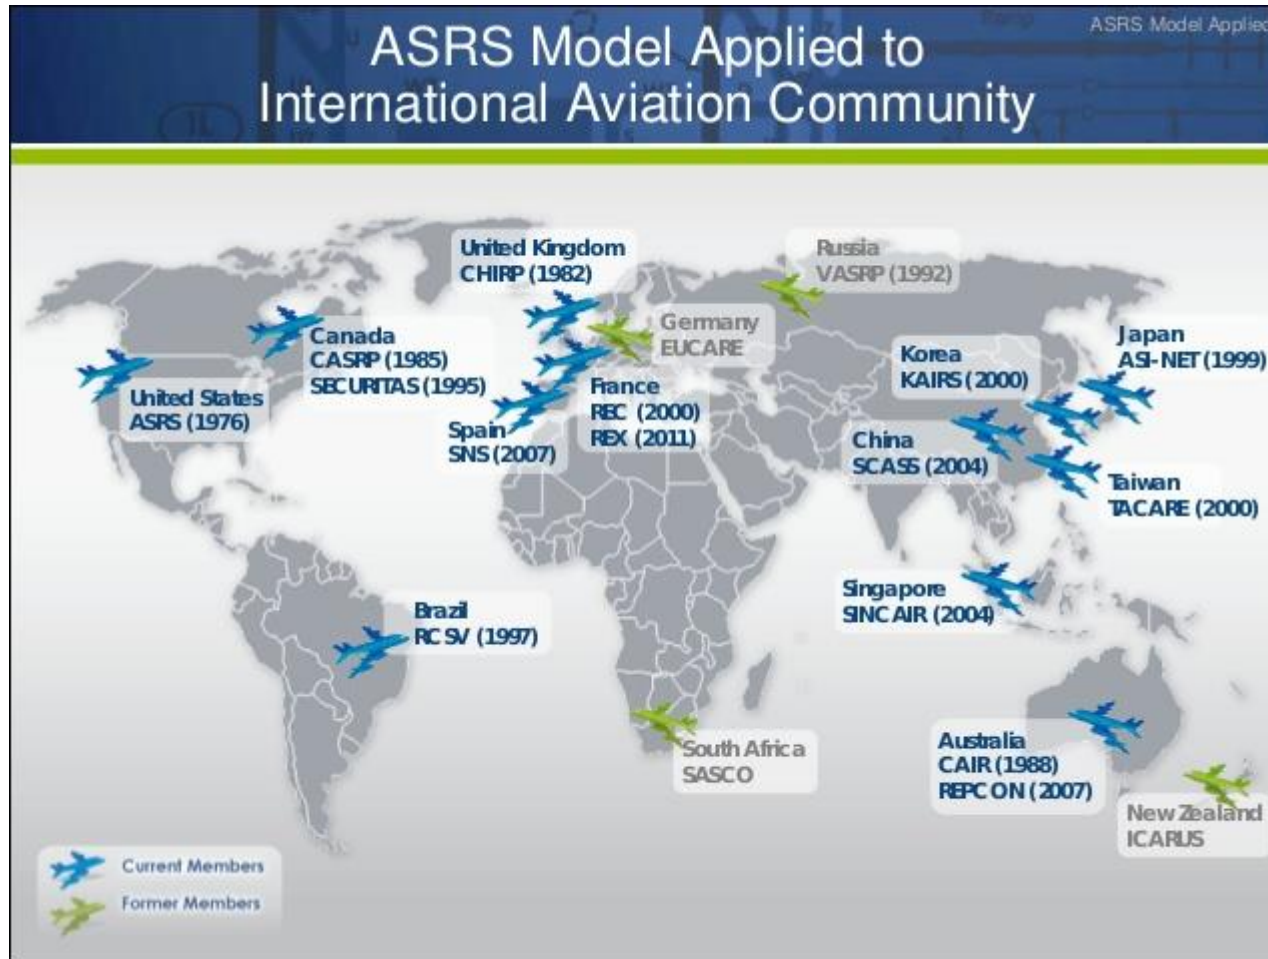 ASRS Model Applied
ASRS Model Applied to
International Aviation Community
United Kingdom
CHIRP (1982)
Russia
VASRP (1992)
Canada
CASRP (1985)
SECURITAS (1995)
Germany
EUCARE
Japan
ASI-NET (1999)
Korea
KAIRS (2000)
United States
ASRS (1976)
France
REC (2000)
REX (2011)
Spain
SNS (2007)
China
SCASS (2004)
Taiwan
TACARE (2000)
Singapore
SINCAIR (2004)
Brazil
RCSV (1997)
South Africa
SASCO
Australia
CAIR (1988)
REPCON (2007)
New Zealand
ICARUS
Current Members
Former Members